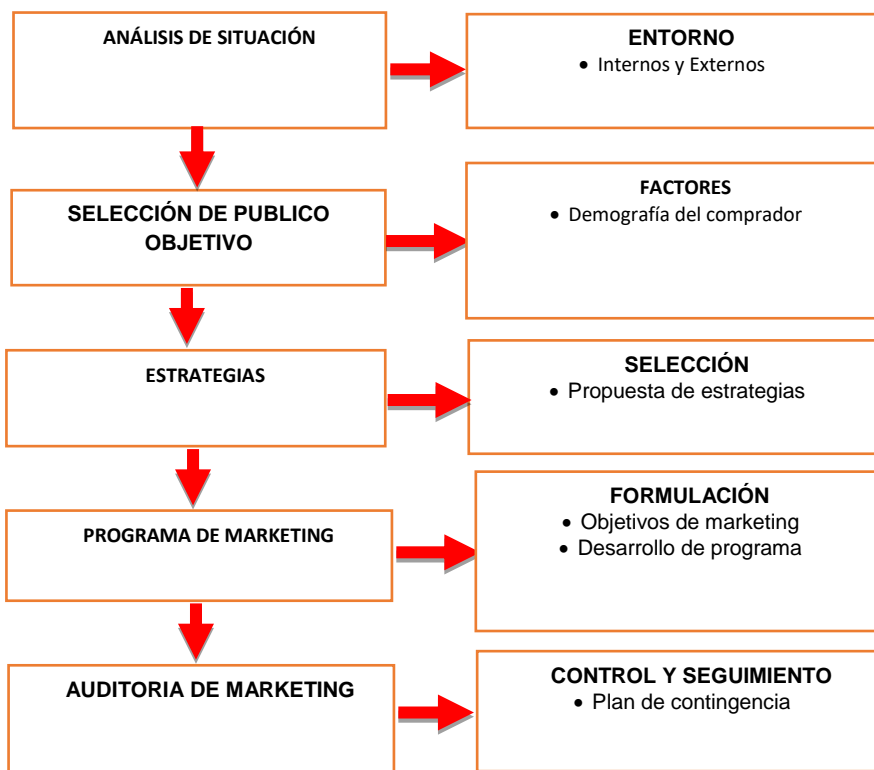 ANÁLISIS DE SITUACIÓN
ENTORNO
• Internos y Externos
SELECCIÓN DE PUBLICO
OBJETIVO
FACTORES
• Demografía del comprador
ESTRATEGIAS
SELECCIÓN
• Propuesta de estrategias
PROGRAMA DE MARKETING
FORMULACIÓN
• Objetivos de marketing
• Desarrollo de programa
AUDITORIA DE MARKETING
CONTROL Y SEGUIMIENTO
• Plan de contingencia